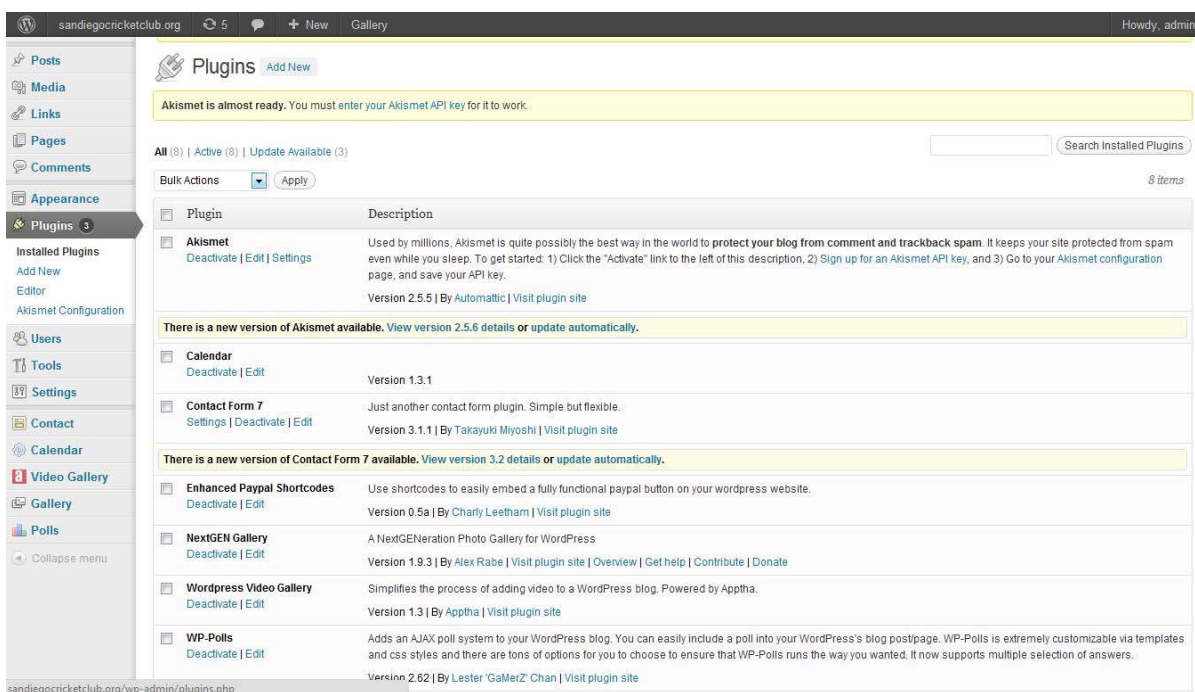 sandiegocricketclub.org 5 + New Gallery Howdy, admin
Posts
Media
Links
Pages
Comments
Appearance
Plugins 3
Installed Plugins
Add New
Editor
Akismet Configuration
Users
Tools
Settings
Contact
Calendar
Video Gallery
Gallery
Polls
Collapse menu
Plugins Add New
Akismet is almost ready. You must enter your Akismet API key for it to work.
All (8) | Active (8) | Update Available (3)
Search Installed Plugins
Bulk Actions Apply
8 items
Plugin Description
Akismet
Deactivate | Edit | Settings
Used by millions, Akismet is quite possibly the best way in the world to protect your blog from comment and trackback spam. It keeps your site protected from spam
even while you sleep. To get started: 1) Click the "Activate" link to the left of this description, 2) Sign up for an Akismet API key, and 3) Go to your Akismet configuration
page, and save your API key.
Version 2.5.5 | By Automattic | Visit plugin site
There is a new version of Akismet available. View version 2.5.6 details or update automatically.
Calendar
Deactivate | Edit
Version 1.3.1
Contact Form 7
Settings | Deactivate | Edit
Just another contact form plugin. Simple but flexible.
Version 3.1.1 | By Takayuki Miyoshi | Visit plugin site
There is a new version of Contact Form 7 available. View version 3.2 details or update automatically.
Enhanced Paypal Shortcodes
Deactivate | Edit
Use shortcodes to easily embed a fully functional paypal button on your wordpress website.
Version 0.5a | By Charly Leetham | Visit plugin site
NextGEN Gallery
Deactivate | Edit
A NextGENeration Photo Gallery for WordPress
Version 1.9.3 | By Alex Rabe | Visit plugin site | Overview | Get help | Contribute | Donate
Wordpress Video Gallery
Deactivate | Edit
Simplifies the process of adding video to a WordPress blog. Powered by Apptha.
Version 1.3 | By Apptha | Visit plugin site
WP-Polls
Deactivate | Edit
Adds an AJAX poll system to your WordPress blog. You can easily include a poll into your WordPress's blog post/page. WP-Polls is extremely customizable via templates
and css styles and there are tons of options for you to choose to ensure that WP-Polls runs the way you wanted. It now supports multiple selection of answers.
Version 2.62 | By Lester 'GaMerZ' Chan | Visit plugin site
sandiegocricketclub.org/wp-admin/plugins.php